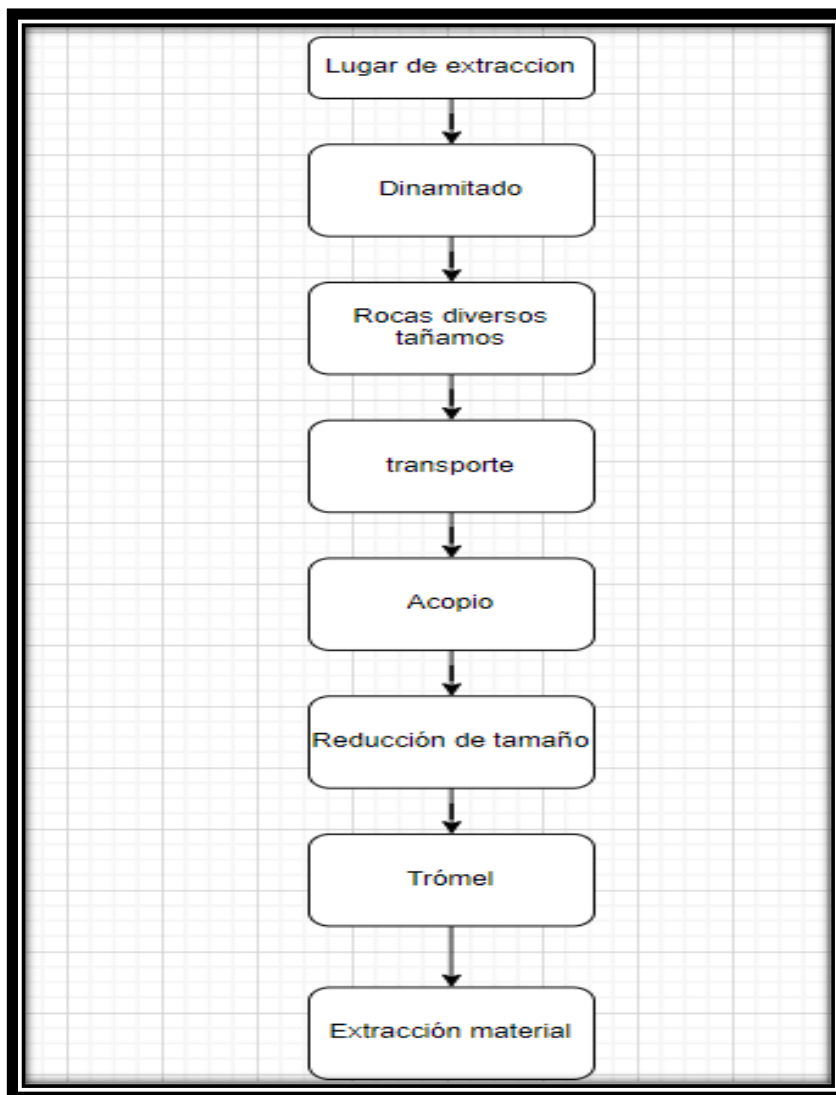 Lugar de extraccion
Dinamitado
Rocas diversos
tañamos
transporte
Acopio
Reducción de tamaño
Trómel
Extracción material